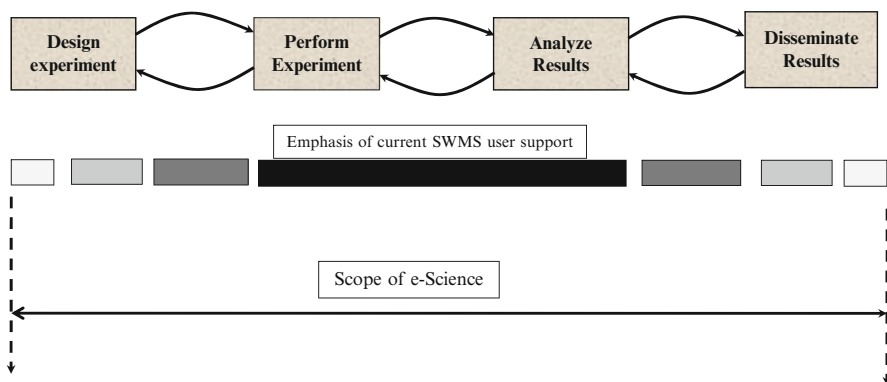 Design
experiment
Perform
Experiment
Analyze
Results
Disseminate
Results
Emphasis of current SWMS user support
Scope of e-Science